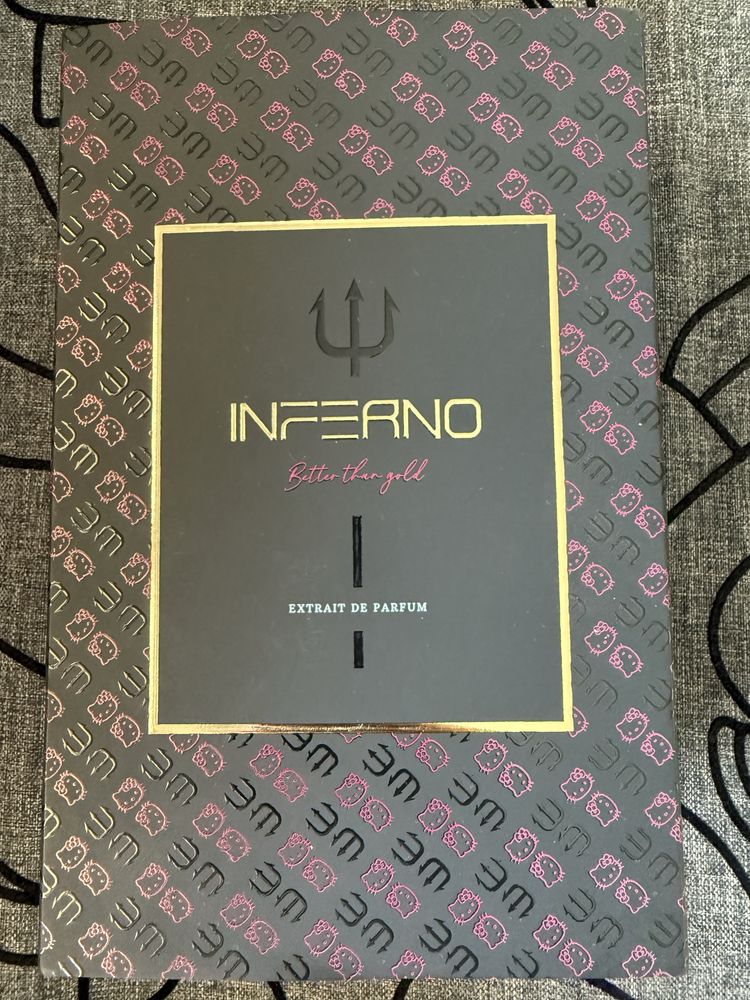 INFERNO
Better than gold
EXTRAIT DE PARFUM